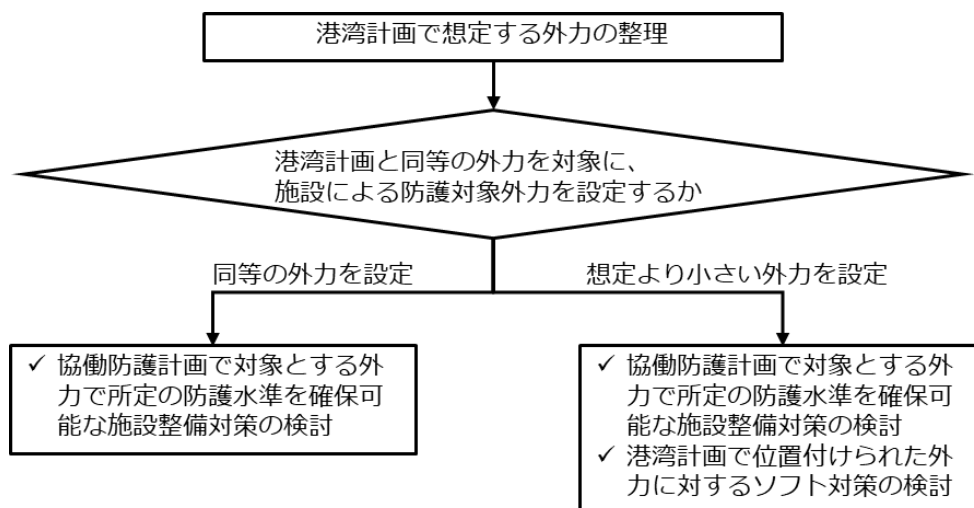 港湾計画で想定する外力の整理
港湾計画と同等の外力を対象に、
施設による防護対象外力を設定するか
同等の外力を設定
想定より小さい外力を設定
✓ 協働防護計画で対象とする外
力で所定の防護水準を確保可
能な施設整備対策の検討
✓ 協働防護計画で対象とする外
力で所定の防護水準を確保可
能な施設整備対策の検討
✓ 港湾計画で位置付けられた外
力に対するソフト対策の検討